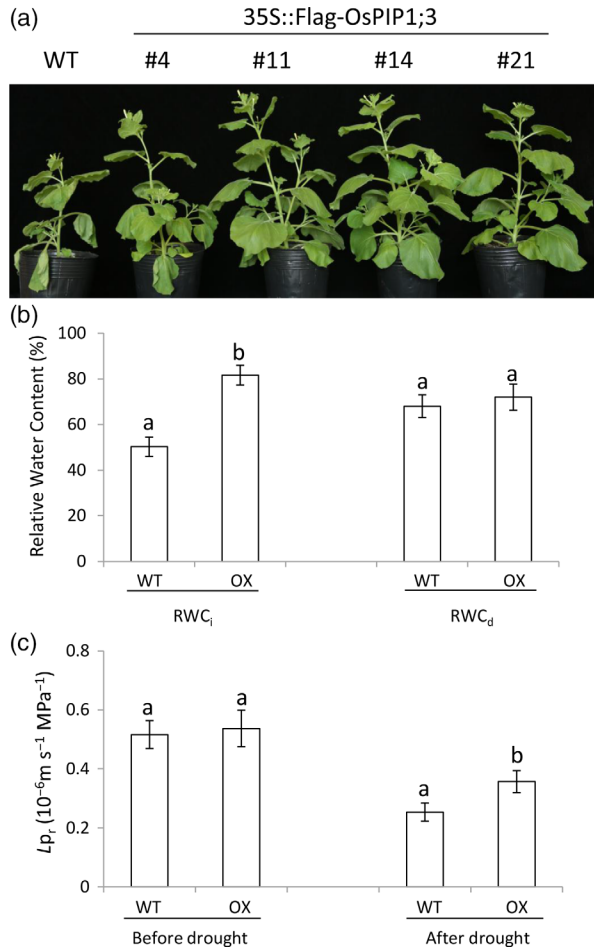 (a)
35S::Flag-OsPIP1;3
WT #4 #11 #14 #21
(b)
Relative Water Content (%)
100
80
60
40
20
0
a b a a
WT OX WT OX
RWCi RWCd
(c)
Lpr (10−6m s−1 MPa−1)
0.8
0.6
0.4
0.2
0
a a a b
WT OX WT OX
Before drought After drought